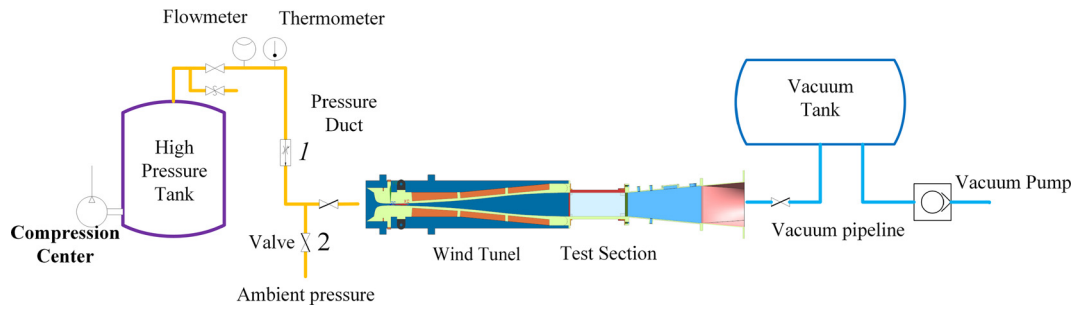 Flowmeter
Thermometer
Pressure
Duct
High
Pressure
Tank
1
Compression
Center
Valve
2
Ambient pressure
Wind Tunel
Test Section
Vacuum
Tank
Vacuum Pump
Vacuum pipeline